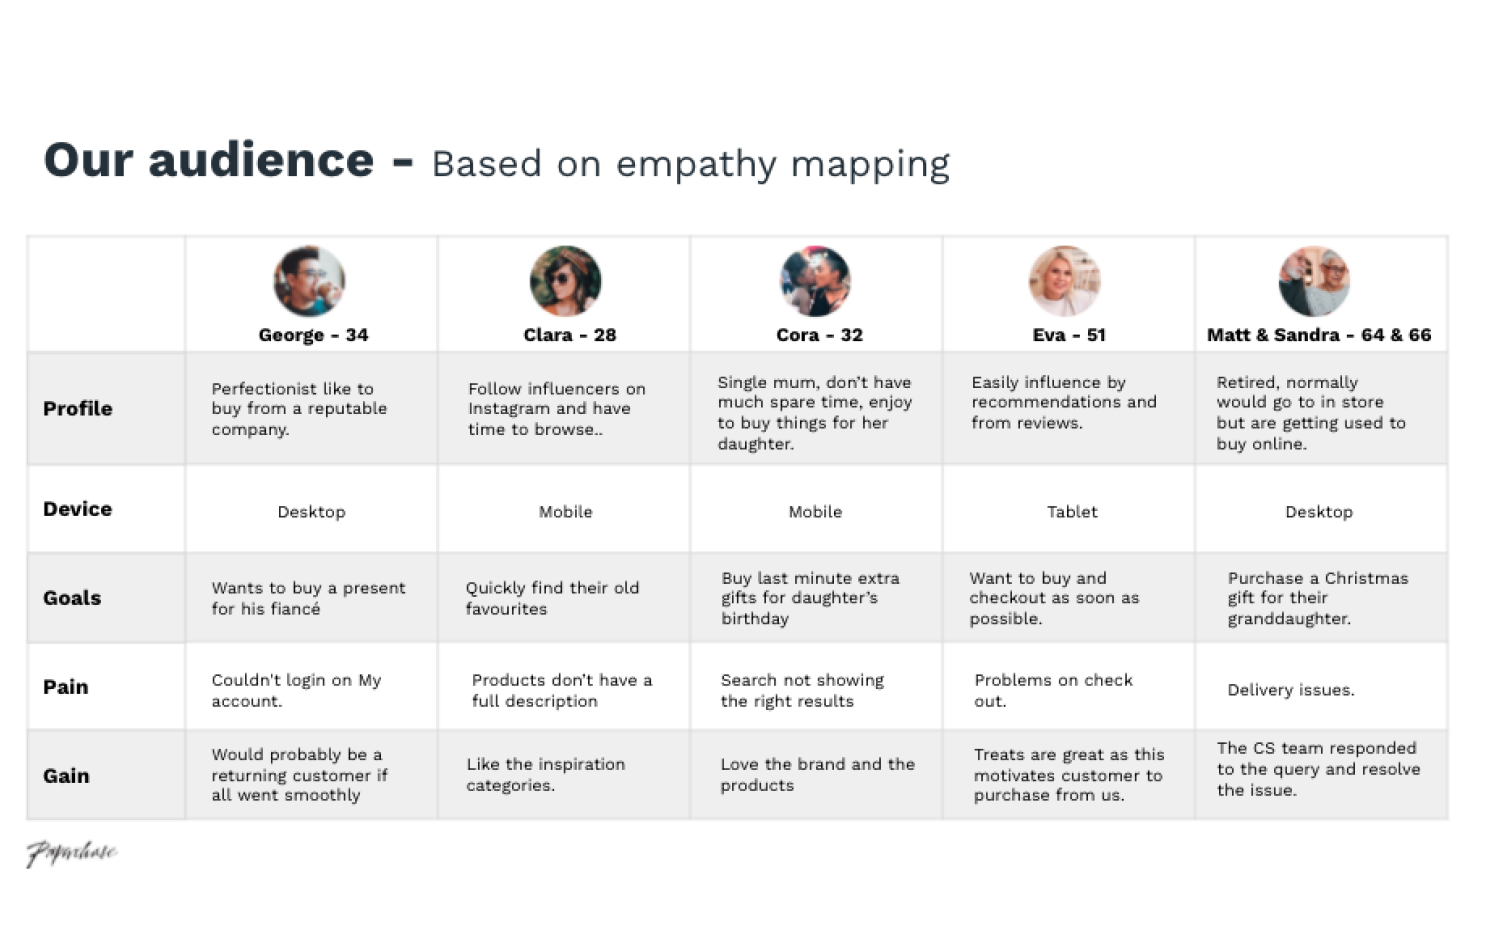 Our audience - Based on empathy mapping
George - 34
Clara - 28
Cora - 32
Eva - 51
Matt & Sandra - 64 & 66
Profile
Perfectionist like to
buy from a reputable
company.
Follow influencers on
Instagram and have
time to browse..
Single mum, don’t have
much spare time, enjoy
to buy things for her
daughter.
Easily influence by
recommendations and
from reviews.
Retired, normally
would go to in store
but are getting used to
buy online.
Device
Desktop
Mobile
Mobile
Tablet
Desktop
Goals
Wants to buy a present
for his fiancé
Quickly find their old
favourites
Buy last minute extra
gifts for daughter’s
birthday
Want to buy and
checkout as soon as
possible.
Purchase a Christmas
gift for their
granddaughter.
Pain
Couldn't login on My
account.
Products don’t have a
full description
Search not showing
the right results
Problems on check
out.
Delivery issues.
Gain
Would probably be a
returning customer if
all went smoothly
Like the inspiration
categories.
Love the brand and the
products
Treats are great as this
motivates customer to
purchase from us.
The CS team responded
to the query and resolve
the issue.
Paperchase